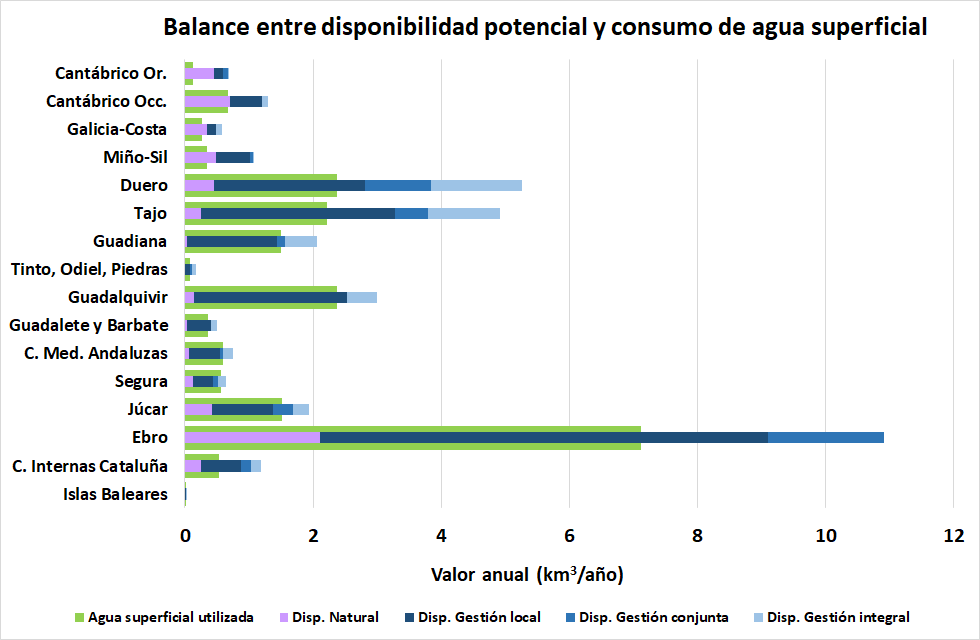 Balance entre disponibilidad potencial y consumo de agua superficial
Cantábrico Or.
Cantábrico Occ.
Galicia-Costa
Miño-Sil
Duero
Tajo
Guadiana
Tinto, Odiel, Piedras
Guadalquivir
Guadalete y Barbate
C. Med. Andaluzas
Segura
Júcar
Ebro
C. Internas Cataluña
Islas Baleares
0 2 4 6 8 10 12
Valor anual (km³/año)
Agua superficial utilizada Disp. Natural Disp. Gestión local Disp. Gestión conjunta Disp. Gestión integral